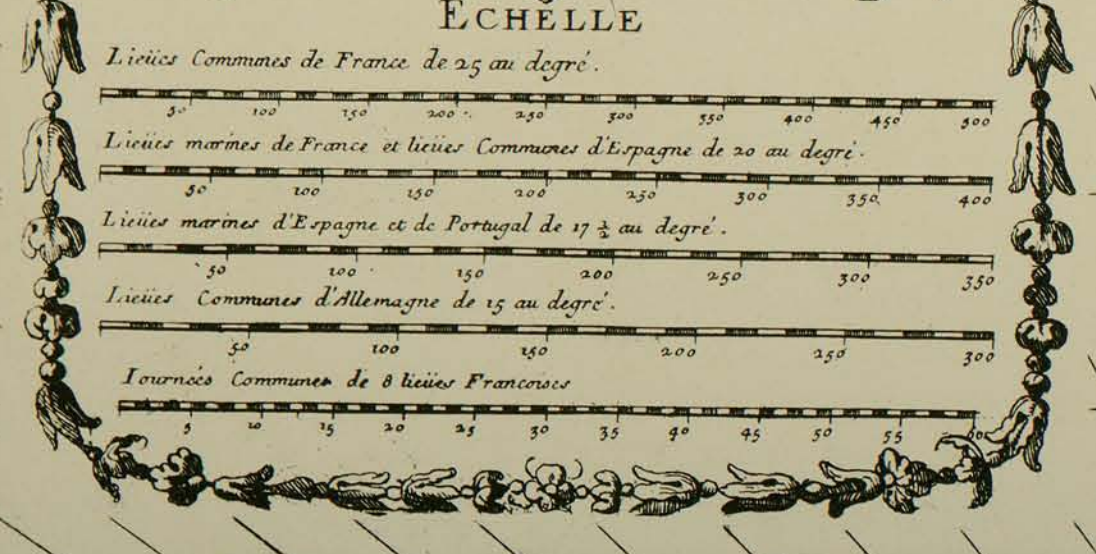 ECHĔLLE
Lieües Communes de France de 25 au degré.
50 100 150 200 250 300 350 400 450 500
Lieües marines de France et lieües Communes d'Espagne de 20 au degré.
50 100 150 200 250 300 350 400
Lieües marines d'Espagne et de Portugal de 17 ½ au degré.
50 100 150 200 250 300 350
Lieües Communes d'Allemagne de 15 au degré.
50 100 150 200 250 300
Journées Communes de 8 lieües Francoises
5 10 15 20 25 30 35 40 45 50 55 60